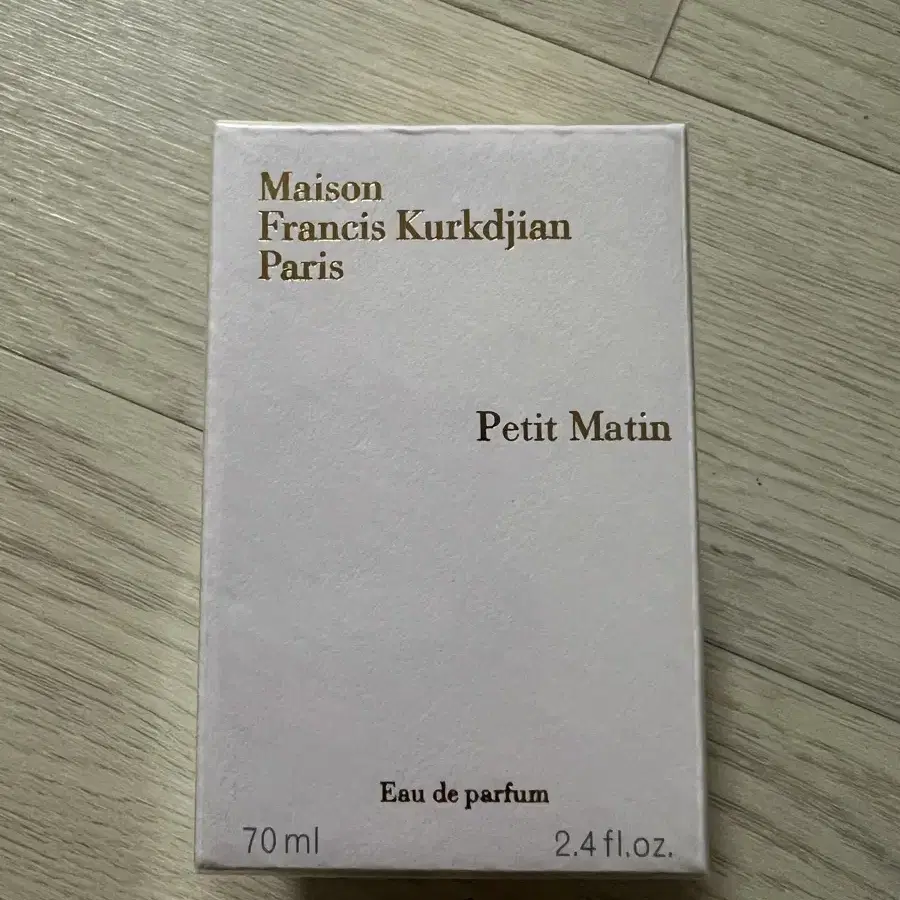 Maison
Francis Kurkdjian
Paris
Petit Matin
Eau de parfum
70 ml
2.4 fl.oz.